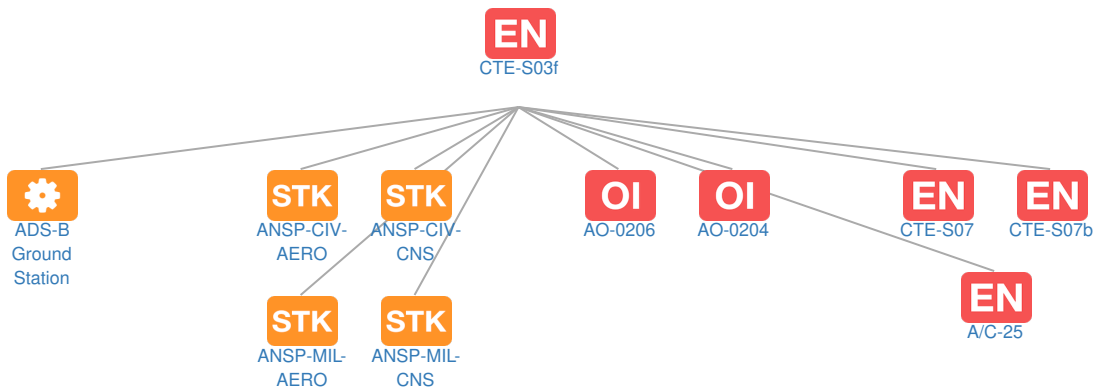 EN
CTE-S03f
ADS-B
Ground
Station
STK
ANSP-CIV-
AERO
STK
ANSP-CIV-
CNS
OI
AO-0206
OI
AO-0204
EN
CTE-S07
EN
CTE-S07b
STK
ANSP-MIL-
AERO
STK
ANSP-MIL-
CNS
EN
A/C-25